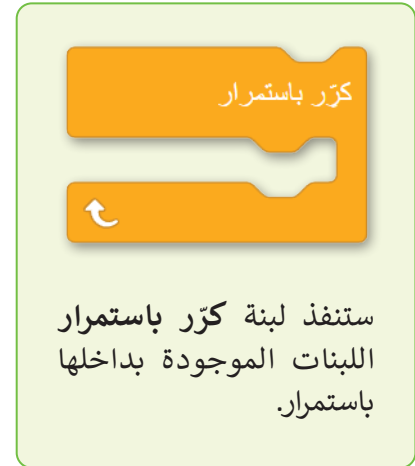 كرّر باستمرار
ستنفذ لبنة كرّر باستمرار
اللبنات الموجودة بداخلها
باستمرار.